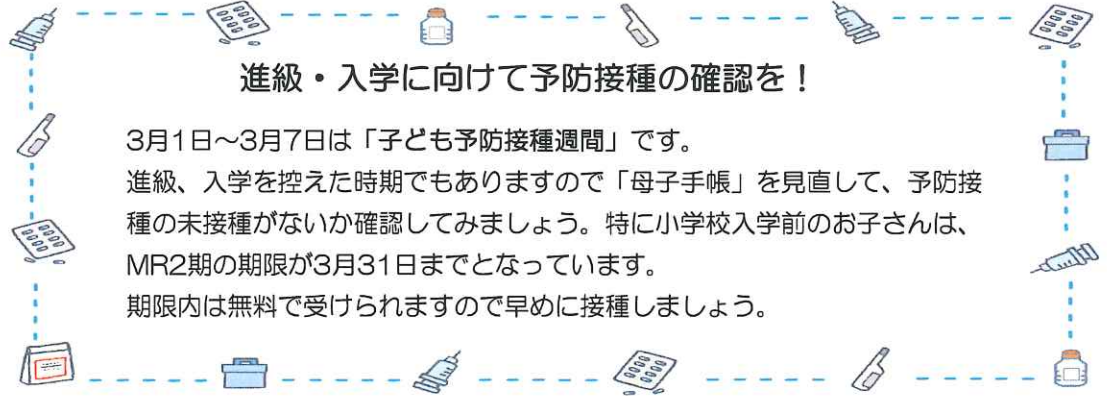 進級・入学に向けて予防接種の確認を！
3月1日～3月7日は「子ども予防接種週間」です。
進級、入学を控えた時期でもありますので「母子手帳」を見直して、予防接
種の未接種がないか確認してみましょう。特に小学校入学前のお子さんは、
MR2期の期限が3月31日までとなっています。
期限内は無料で受けられますので早めに接種しましょう。